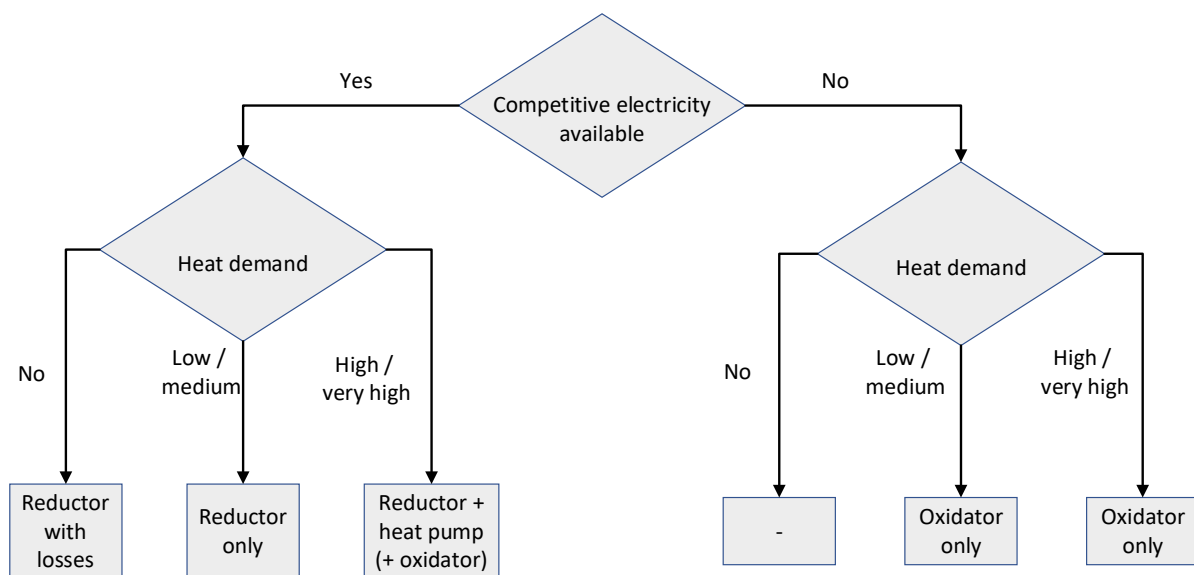 Yes
No
Competitive electricity
available
Heat demand
Heat demand
No
Low /
medium
High /
very high
No
Low /
medium
High /
very high
Reductor
with
losses
Reductor
only
Reductor +
heat pump
(+ oxidator)
-
Oxidator
only
Oxidator
only